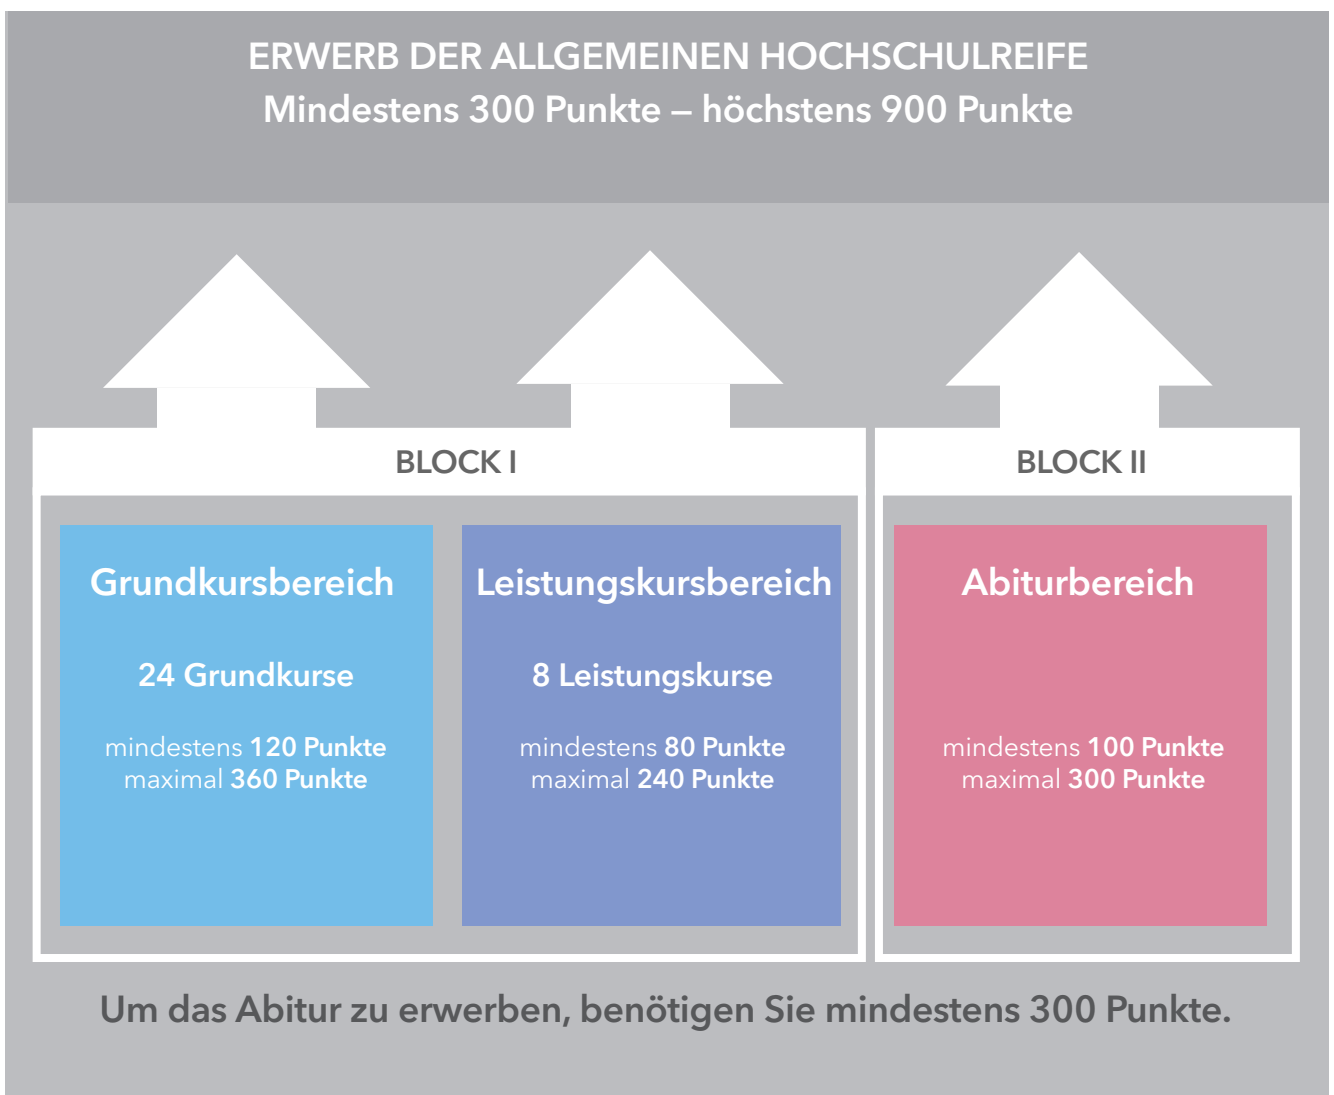 ERWERB DER ALLGEMEINEN HOCHSCHULREIFE
Mindestens 300 Punkte – höchstens 900 Punkte
BLOCK I
Grundkursbereich
24 Grundkurse
mindestens 120 Punkte
maximal 360 Punkte
Leistungskursbereich
8 Leistungskurse
mindestens 80 Punkte
maximal 240 Punkte
BLOCK II
Abiturbereich
mindestens 100 Punkte
maximal 300 Punkte
Um das Abitur zu erwerben, benötigen Sie mindestens 300 Punkte.